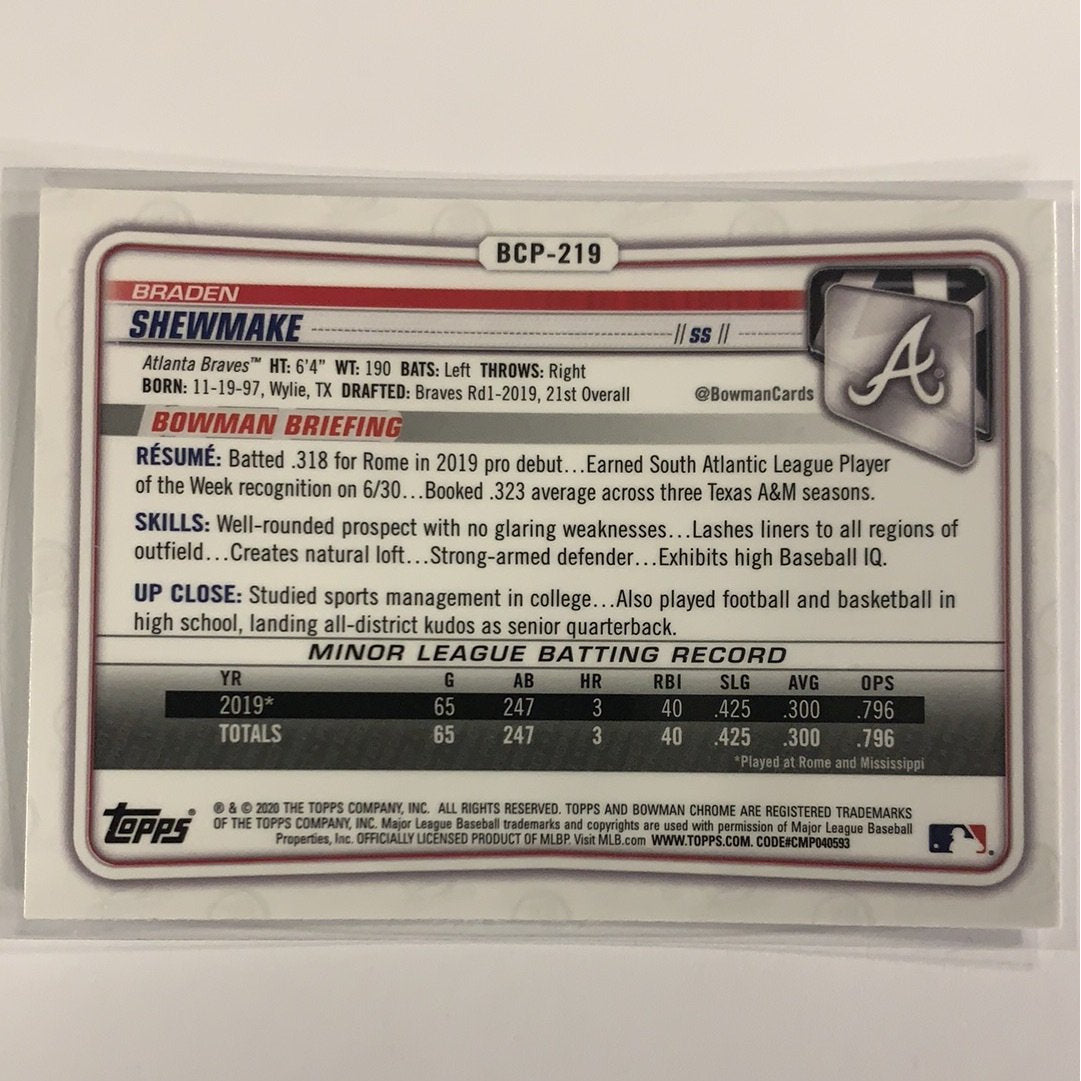 BCP-219
BRADEN
SHEWMAKE // SS //
Atlanta Braves™ HT: 6'4" WT: 190 BATS: Left THROWS: Right
BORN: 11-19-97, Wylie, TX DRAFTED: Braves Rd1-2019, 21st Overall
@BowmanCards
A®
BOWMAN BRIEFING
RÉSUMÉ: Batted .318 for Rome in 2019 pro debut...Earned South Atlantic League Player
of the Week recognition on 6/30...Booked .323 average across three Texas A&M seasons.
SKILLS: Well-rounded prospect with no glaring weaknesses...Lashes liners to all regions of
outfield...Creates natural loft...Strong-armed defender...Exhibits high Baseball IQ.
UP CLOSE: Studied sports management in college...Also played football and basketball in
high school, landing all-district kudos as senior quarterback.
MINOR LEAGUE BATTING RECORD
YR G AB HR RBI SLG AVG OPS
2019* 65 247 3 40 .425 .300 .796
TOTALS 65 247 3 40 .425 .300 .796
*Played at Rome and Mississippi
Topps®
® & © 2020 THE TOPPS COMPANY, INC. ALL RIGHTS RESERVED. TOPPS AND BOWMAN CHROME ARE REGISTERED TRADEMARKS
OF THE TOPPS COMPANY, INC. Major League Baseball trademarks and copyrights are used with permission of Major League Baseball
Properties, Inc. OFFICIALLY LICENSED PRODUCT OF MLBP. Visit MLB.com WWW.TOPPS.COM. CODE#CMP040593